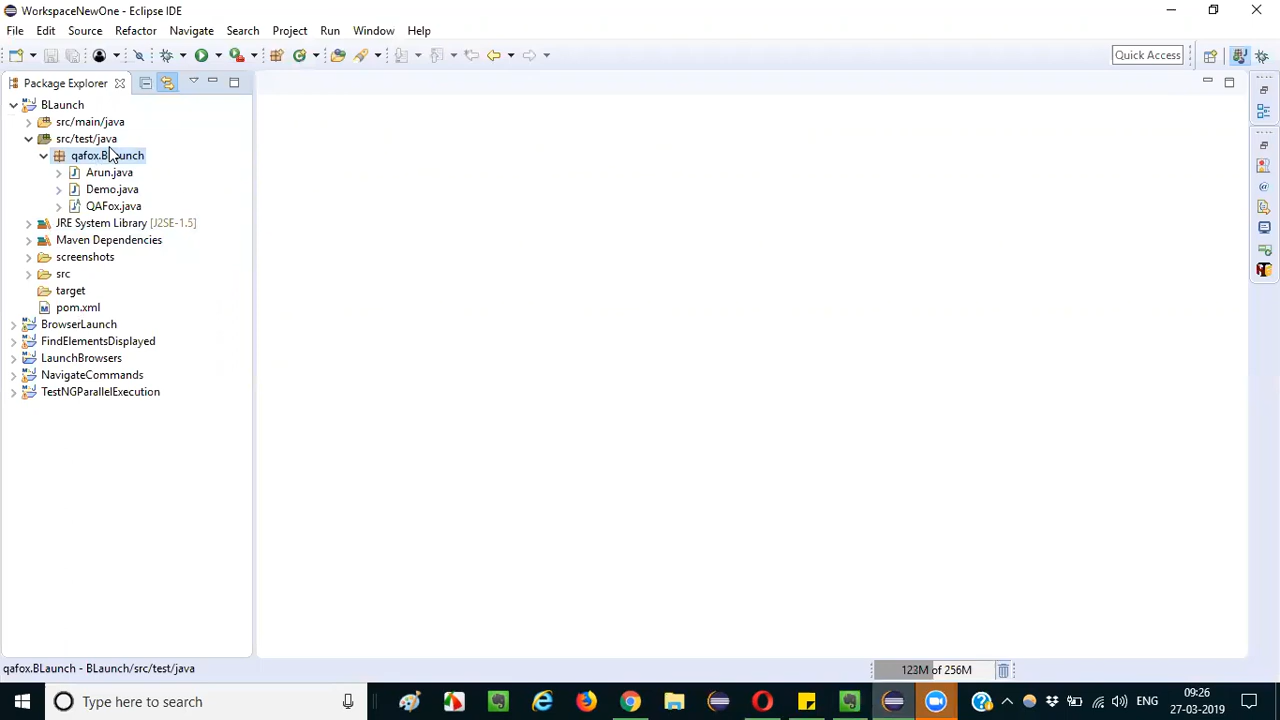 WorkspaceNewOne - Eclipse IDE
File Edit Source Refactor Navigate Search Project Run Window Help
Quick Access
Package Explorer
BLaunch
src/main/java
src/test/java
qafox.BLaunch
Arun.java
Demo.java
QAFox.java
JRE System Library [J2SE-1.5]
Maven Dependencies
screenshots
src
target
pom.xml
BrowserLaunch
FindElementsDisplayed
LaunchBrowsers
NavigateCommands
TestNGParallelExecution
qafox.BLaunch - BLaunch/src/test/java
123M of 256M
Type here to search
ENG
09:26
27-03-2019